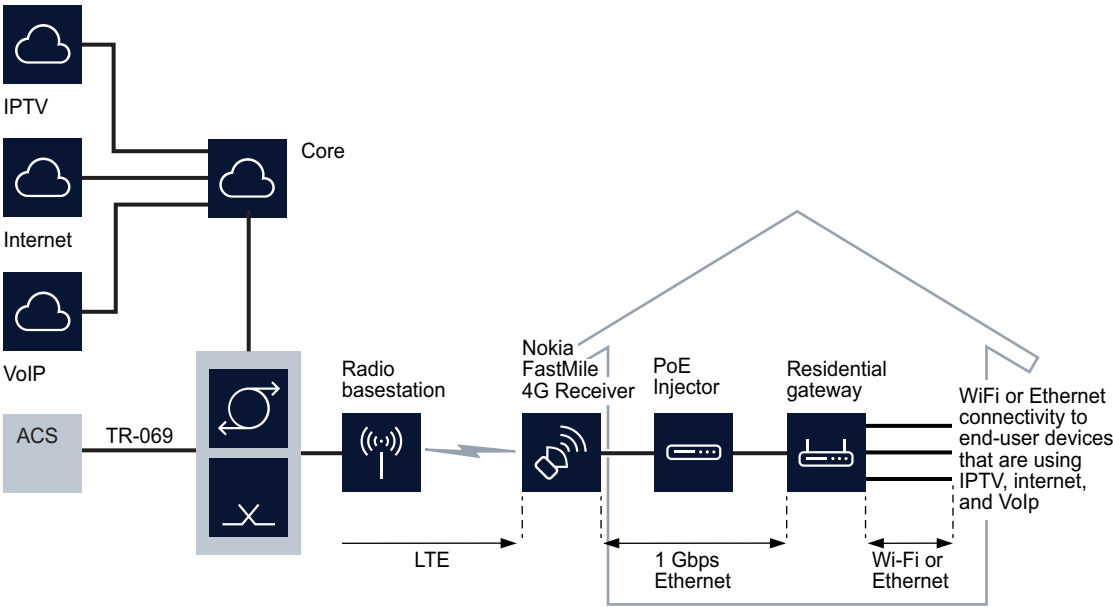 IPTV
Core
Internet
VoIP
ACS
TR-069
Radio
basestation
Nokia
FastMile
4G Receiver
PoE
Injector
Residential
gateway
WiFi or Ethernet
connectivity to
end-user devices
that are using
IPTV, internet,
and VoIp
LTE
1 Gbps
Ethernet
Wi-Fi or
Ethernet